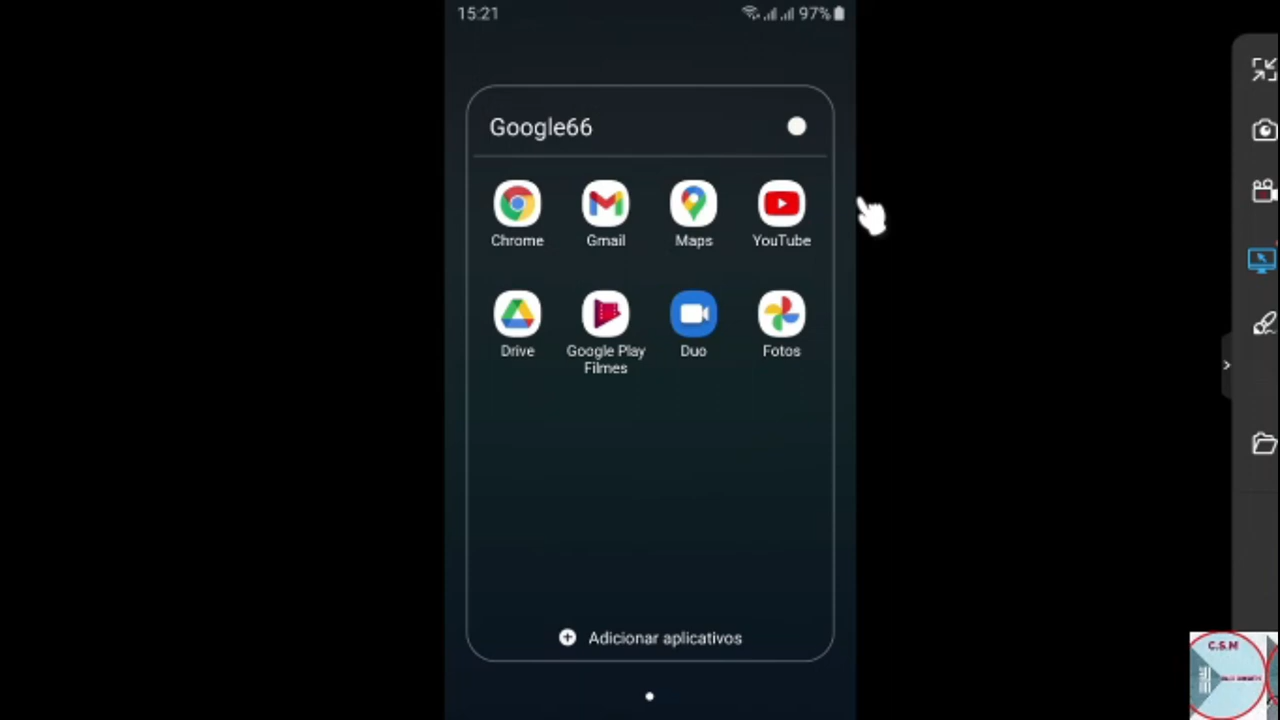 15:21 97%
Google66
Chrome Gmail Maps YouTube
Drive Google Play Filmes Duo Fotos
Adicionar aplicativos
C.S.M